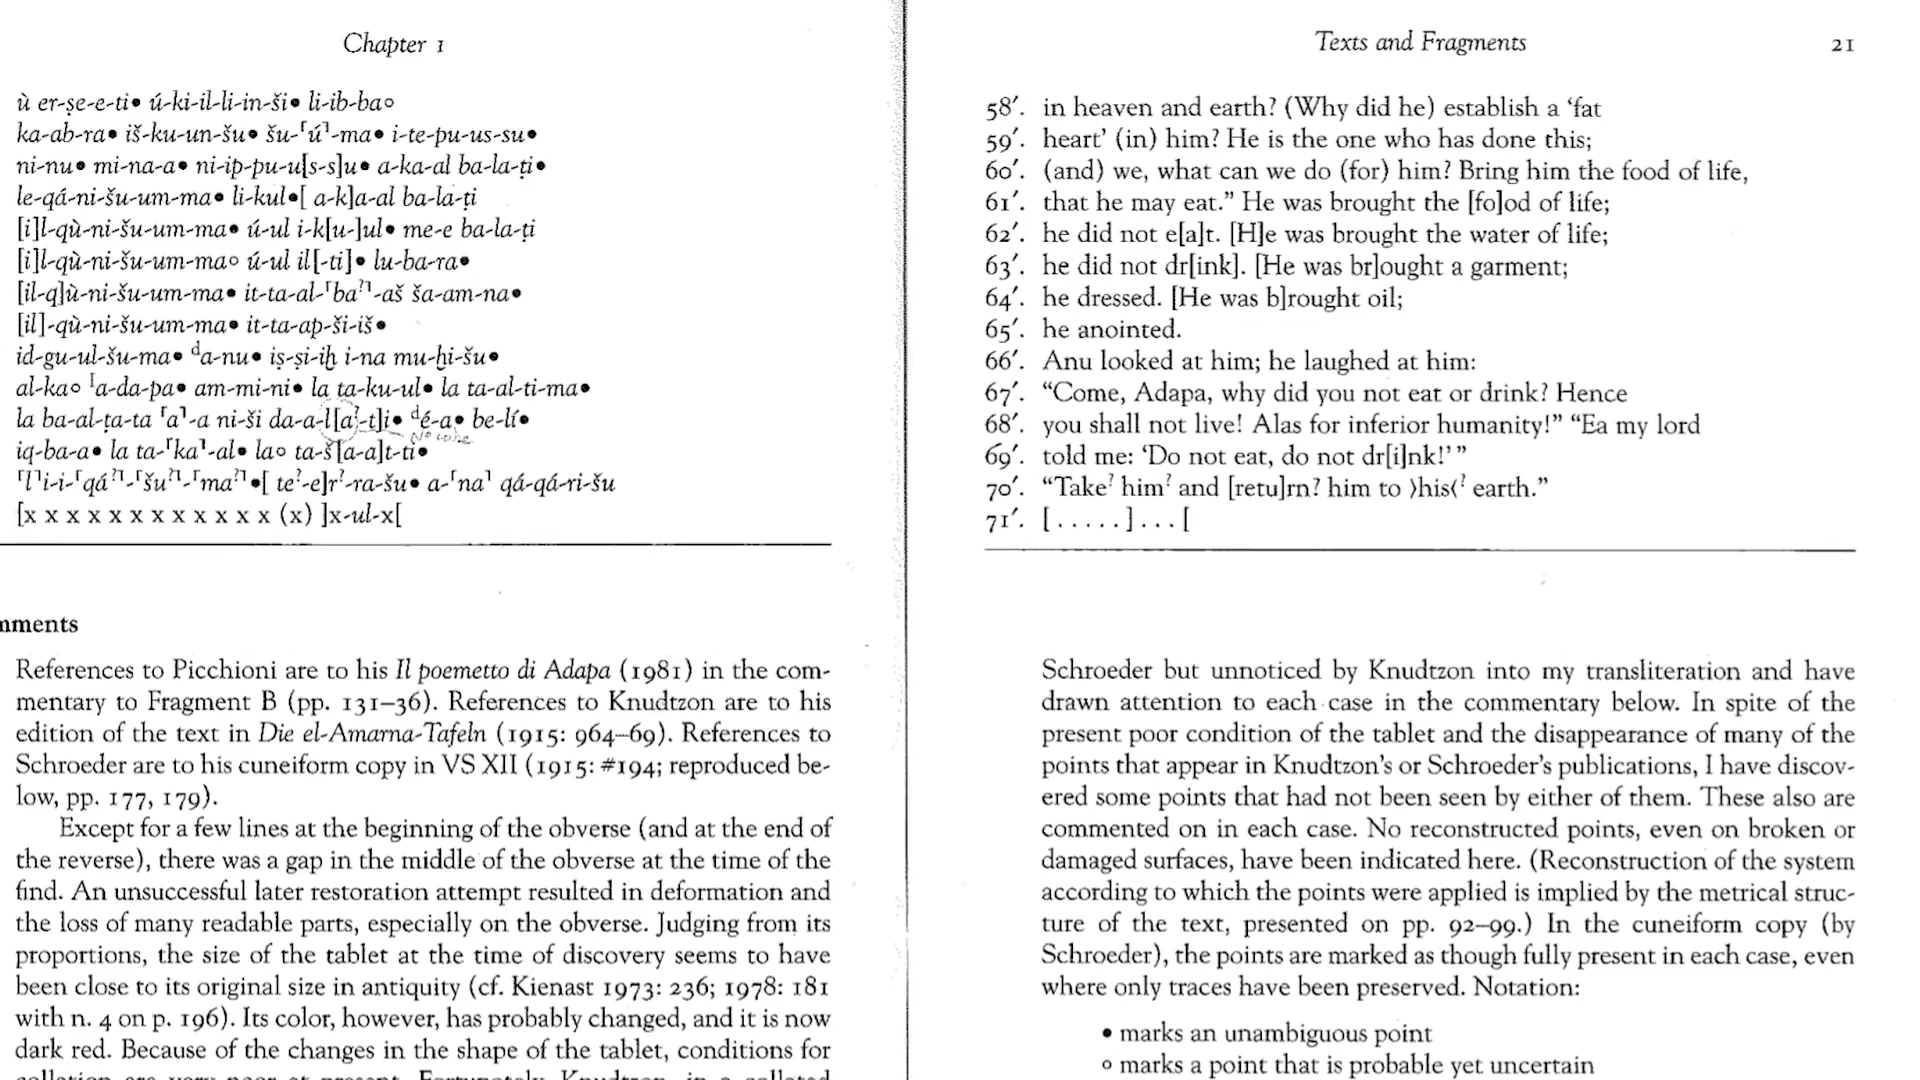 Chapter 1
ù er-ṣe-e-ti• ú-ki-il-li-in-ši• li-ib-ba○
ka-ab-ra• iš-ku-un-šu• šu-⸢ú⸣-ma• i-te-pu-us-su•
ni-nu• mi-na-a• ni-ip-pu-u[s-s]u• a-ka-al ba-la-ṭi•
le-qá-ni-šu-um-ma• li-kul•[ a-k]a-al ba-la-ṭi
[i]l-qù-ni-šu-um-ma• ú-ul i-k[u-]ul• me-e ba-la-ṭi
[i]l-qù-ni-šu-um-ma○ ú-ul il[-ti]• lu-ba-ra•
[il-q]ù-ni-šu-um-ma• it-ta-al-⸢ba?⸣-aš ša-am-na•
[il]-qù-ni-šu-um-ma• it-ta-ap-ši-iš•
id-gu-ul-šu-ma• ᵈa-nu• iṣ-ṣi-iḫ i-na mu-ḫi-šu•
al-ka○ ᴵa-da-pa• am-mi-ni• la ta-ku-ul• la ta-al-ti-ma•
la ba-al-ṭa-ta ⸢a⸣-a ni-ši da-a-l[a!-t]i• ᵈé-a• be-lí•
iq-ba-a• la ta-⸢ka⸣-al• la○ ta-š[a-a]t-ti•
⸢l⸣i-i-⸢qá?⸣-⸢šu?⸣-⸢ma?⸣•[ te?-e]r?-ra-šu• a-⸢na⸣ qá-qá-ri-šu
[x x x x x x x x x x x x (x) ]x-ul-x[
mments
References to Picchioni are to his Il poemetto di Adapa (1981) in the com-
mentary to Fragment B (pp. 131–36). References to Knudtzon are to his
edition of the text in Die el-Amarna-Tafeln (1915: 964–69). References to
Schroeder are to his cuneiform copy in VS XII (1915: #194; reproduced be-
low, pp. 177, 179).
Except for a few lines at the beginning of the obverse (and at the end of
the reverse), there was a gap in the middle of the obverse at the time of the
find. An unsuccessful later restoration attempt resulted in deformation and
the loss of many readable parts, especially on the obverse. Judging from its
proportions, the size of the tablet at the time of discovery seems to have
been close to its original size in antiquity (cf. Kienast 1973: 236; 1978: 181
with n. 4 on p. 196). Its color, however, has probably changed, and it is now
dark red. Because of the changes in the shape of the tablet, conditions for
Texts and Fragments 21
58′. in heaven and earth? (Why did he) establish a ‘fat
59′. heart’ (in) him? He is the one who has done this;
60′. (and) we, what can we do (for) him? Bring him the food of life,
61′. that he may eat.” He was brought the [fo]od of life;
62′. he did not e[a]t. [H]e was brought the water of life;
63′. he did not dr[ink]. [He was br]ought a garment;
64′. he dressed. [He was b]rought oil;
65′. he anointed.
66′. Anu looked at him; he laughed at him:
67′. “Come, Adapa, why did you not eat or drink? Hence
68′. you shall not live! Alas for inferior humanity!” “Ea my lord
69′. told me: ‘Do not eat, do not dr[i]nk!’ ”
70′. “Take? him? and [retu]rn? him to ⟩his⟨? earth.”
71′. [ . . . . . ] . . . [
Schroeder but unnoticed by Knudtzon into my transliteration and have
drawn attention to each case in the commentary below. In spite of the
present poor condition of the tablet and the disappearance of many of the
points that appear in Knudtzon’s or Schroeder’s publications, I have discov-
ered some points that had not been seen by either of them. These also are
commented on in each case. No reconstructed points, even on broken or
damaged surfaces, have been indicated here. (Reconstruction of the system
according to which the points were applied is implied by the metrical struc-
ture of the text, presented on pp. 92–99.) In the cuneiform copy (by
Schroeder), the points are marked as though fully present in each case, even
where only traces have been preserved. Notation:
• marks an unambiguous point
○ marks a point that is probable yet uncertain